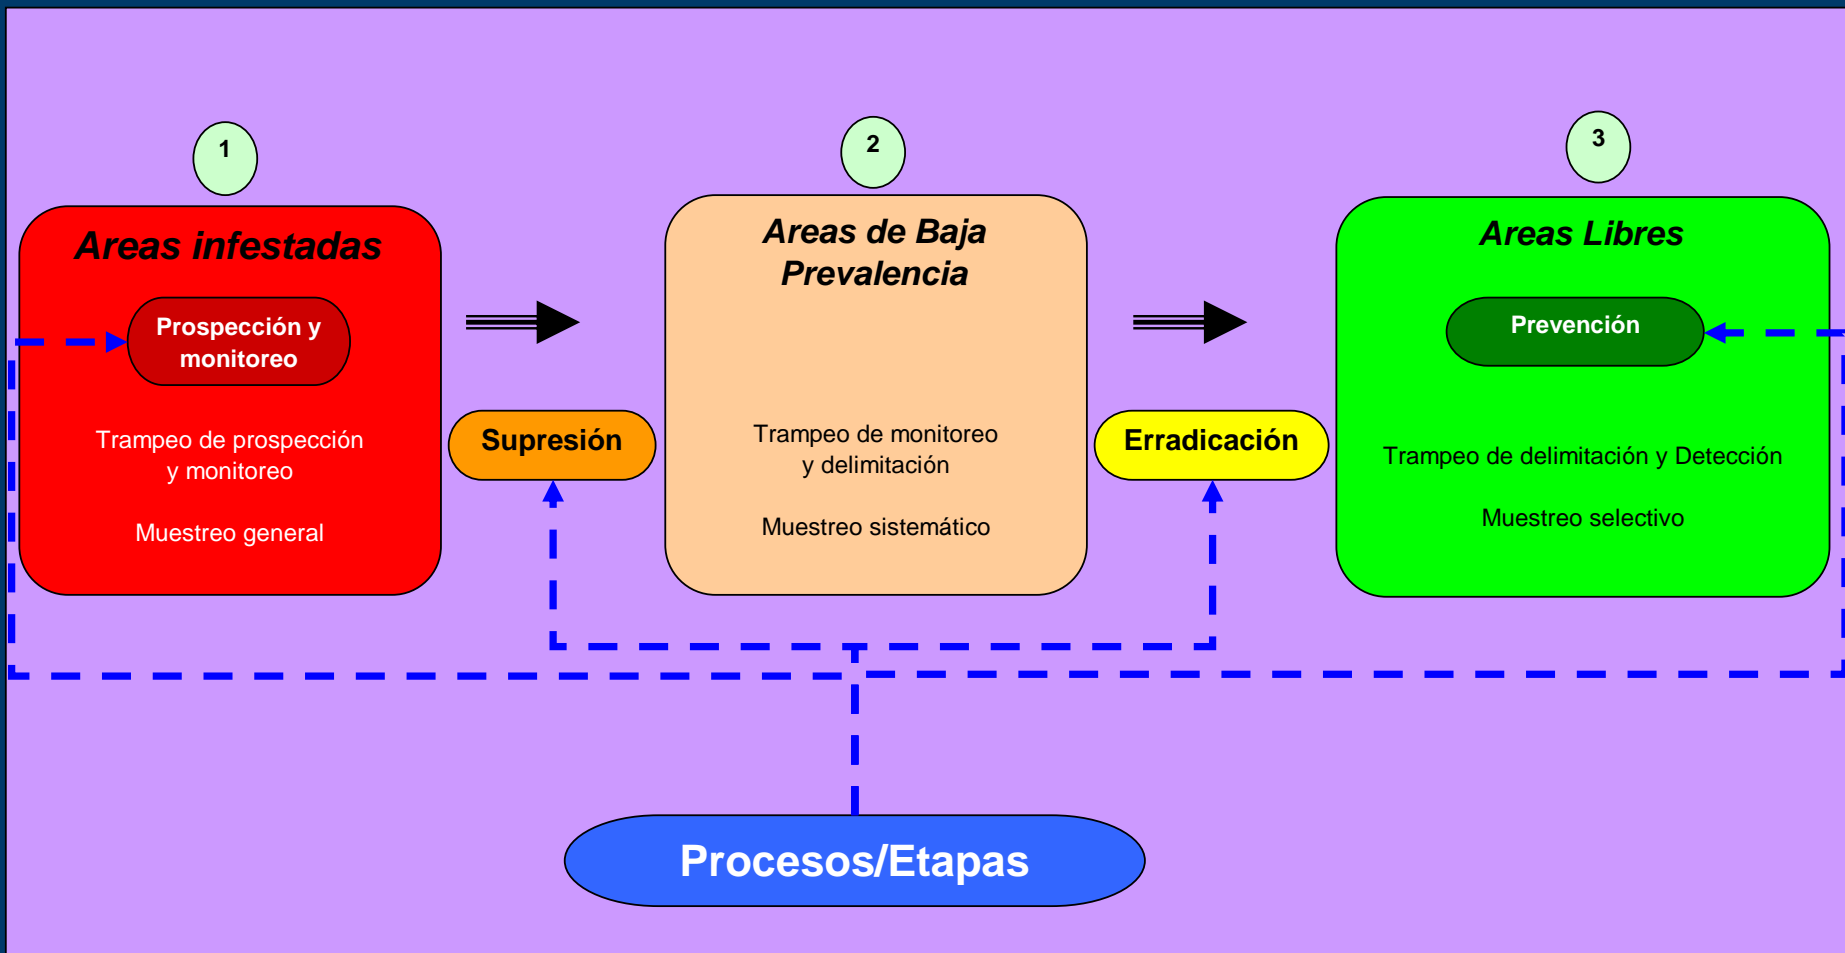 1
Areas infestadas
Prospección y
monitoreo
Trampeo de prospección
y monitoreo
Muestreo general
Supresión
2
Areas de Baja
Prevalencia
Trampeo de monitoreo
y delimitación
Muestreo sistemático
Erradicación
3
Areas Libres
Prevención
Trampeo de delimitación y Detección
Muestreo selectivo
Procesos/Etapas